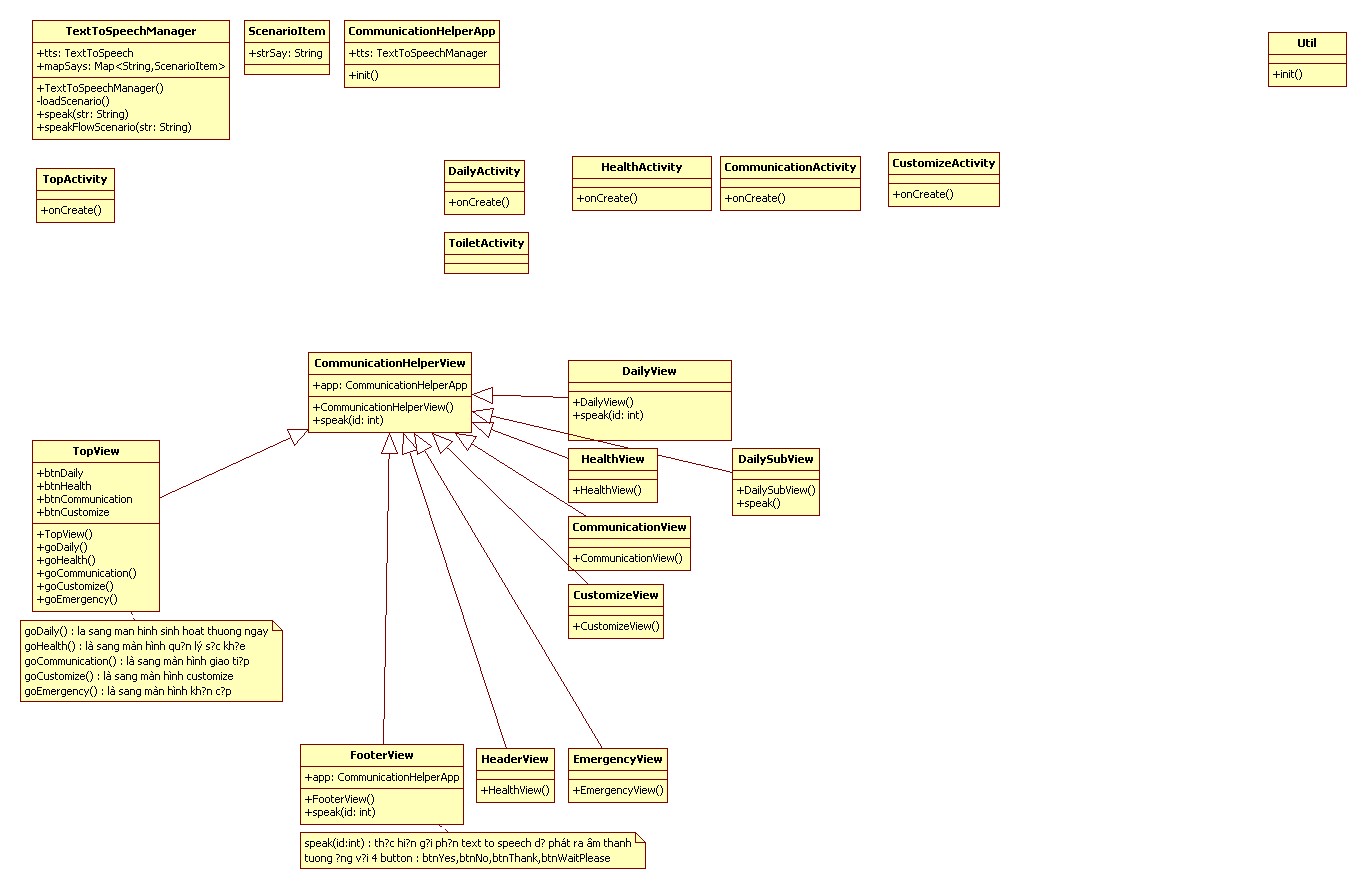 TextToSpeechManager
+tts: TextToSpeech
+mapSays: Map<String,ScenarioItem>
+TextToSpeechManager()
-loadScenario()
+speak(str: String)
+speakFlowScenario(str: String)
ScenarioItem
+strSay: String
CommunicationHelperApp
+tts: TextToSpeechManager
+init()
Util
+init()
TopActivity
+onCreate()
DailyActivity
+onCreate()
HealthActivity
+onCreate()
CommunicationActivity
+onCreate()
CustomizeActivity
+onCreate()
ToiletActivity
CommunicationHelperView
+app: CommunicationHelperApp
+CommunicationHelperView()
+speak(id: int)
DailyView
+DailyView()
+speak(id: int)
TopView
+btnDaily
+btnHealth
+btnCommunication
+btnCustomize
+TopView()
+goDaily()
+goHealth()
+goCommunication()
+goCustomize()
+goEmergency()
HealthView
+HealthView()
DailySubView
+DailySubView()
+speak()
CommunicationView
+CommunicationView()
CustomizeView
+CustomizeView()
goDaily() : la sang man hinh sinh hoat thuong ngay
goHealth() : là sang màn hình qu?n lý s?c kh?e
goCommunication() : là sang màn hình giao ti?p
goCustomize() : là sang màn hình customize
goEmergency() : là sang màn hình kh?n c?p
FooterView
+app: CommunicationHelperApp
+FooterView()
+speak(id: int)
HeaderView
+HealthView()
EmergencyView
+EmergencyView()
speak(id:int) : th?c hi?n g?i ph?n text to speech d? phát ra âm thanh
tuong ?ng v?i 4 button : btnYes,btnNo,btnThank,btnWaitPlease